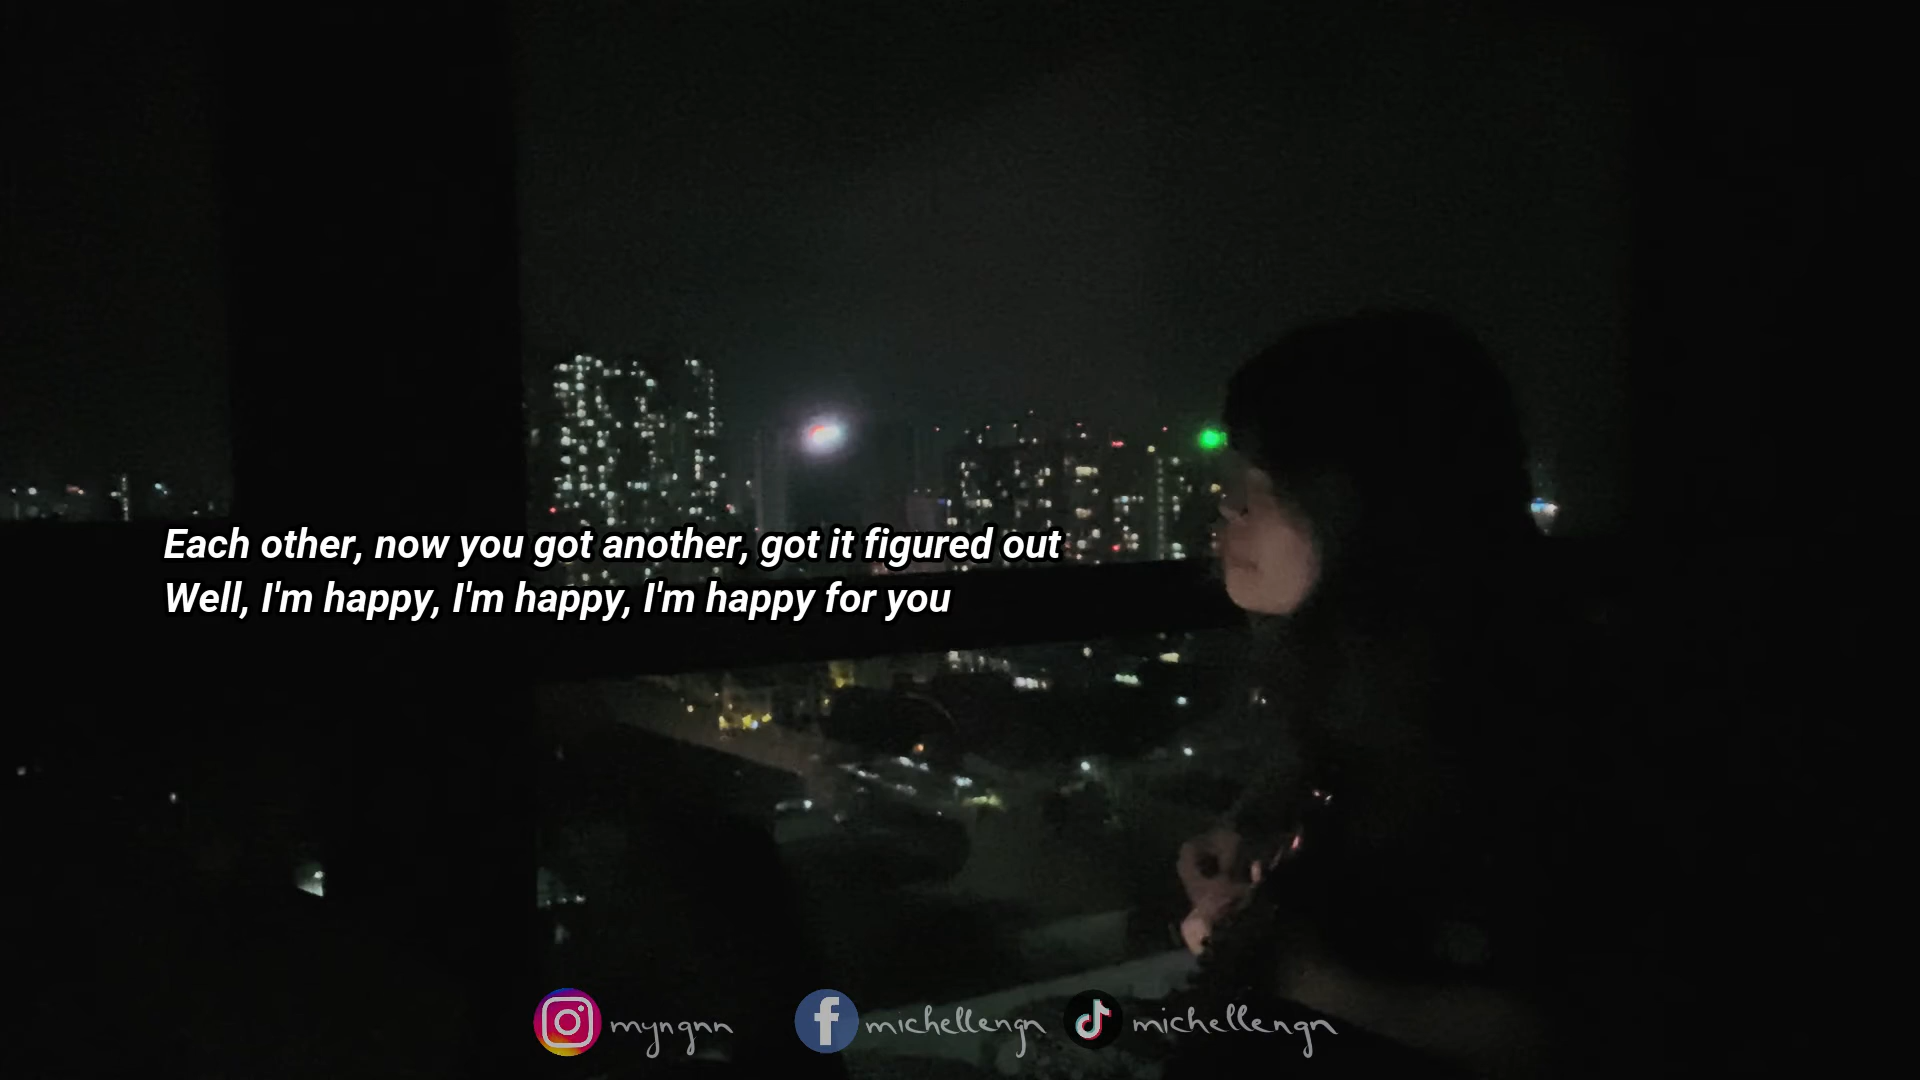 Each other, now you got another, got it figured out
Well, I'm happy, I'm happy, I'm happy for you
myngnn
michellengn
michellengn